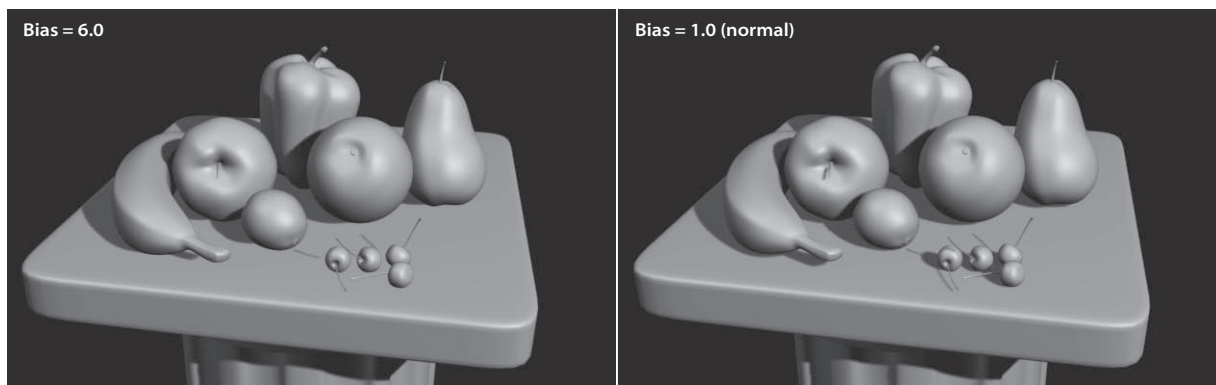 Bias = 6.0
Bias = 1.0 (normal)